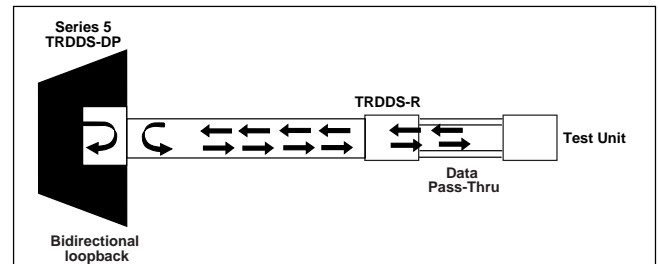 Series 5
TRDDS-DP
TRDDS-R
Test Unit
Data
Pass-Thru
Bidirectional
loopback